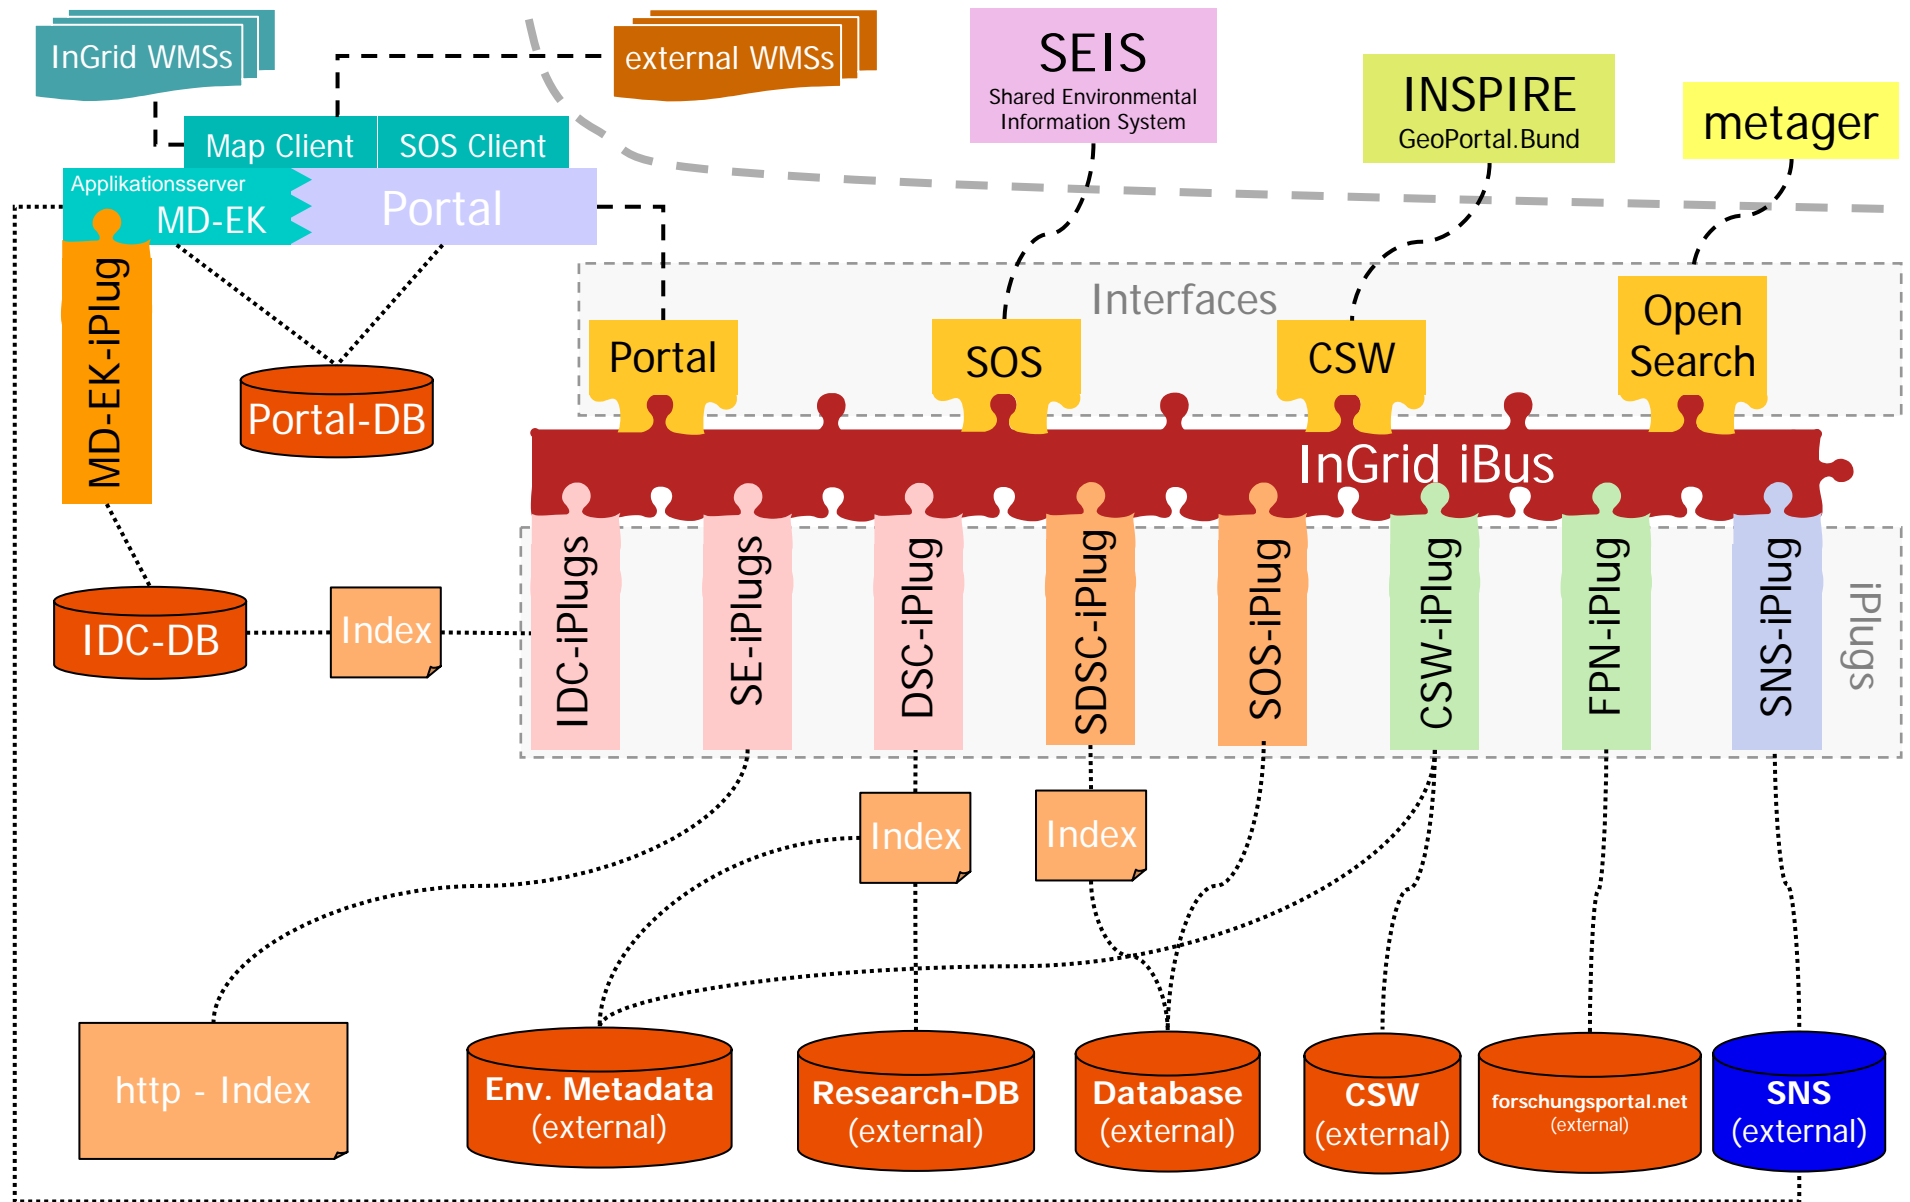 InGrid WMSs
external WMSs
SEIS
Shared Environmental
Information System
INSPIRE
GeoPortal.Bund
metager
Map Client
SOS Client
Applikationsserver
MD-EK
Portal
MD-EK-iPlug
Portal-DB
Interfaces
Portal
SOS
CSW
Open
Search
InGrid iBus
IDC-DB
Index
IDC-iPlugs
SE-iPlugs
DSC-iPlug
SDSC-iPlug
SOS-iPlug
CSW-iPlug
FPN-iPlug
SNS-iPlug
iPlugs
Index
Index
http - Index
Env. Metadata
(external)
Research-DB
(external)
Database
(external)
CSW
(external)
forschungsportal.net
(external)
SNS
(external)